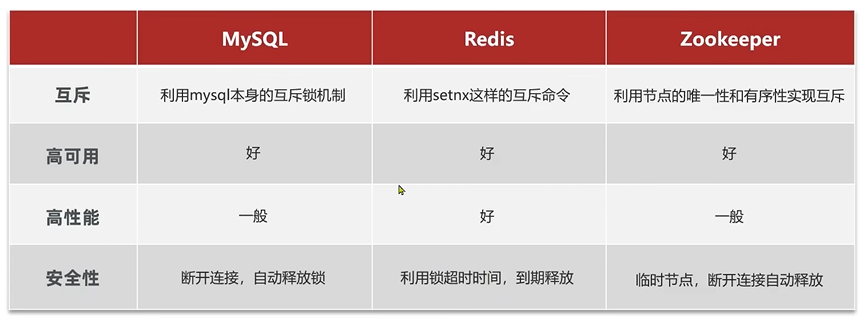 MySQL Redis Zookeeper
互斥 利用mysql本身的互斥锁机制 利用setnx这样的互斥命令 利用节点的唯一性和有序性实现互斥
高可用 好 好 好
高性能 一般 好 一般
安全性 断开连接，自动释放锁 利用锁超时时间，到期释放 临时节点，断开连接自动释放